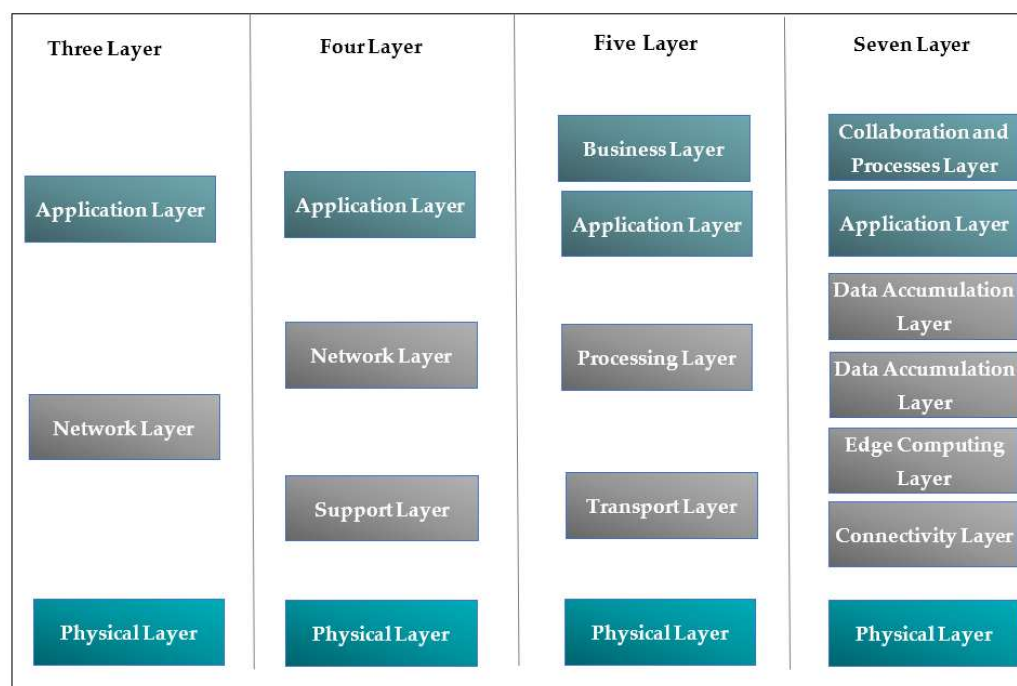 Three Layer
Application Layer
Network Layer
Physical Layer
Four Layer
Application Layer
Network Layer
Support Layer
Physical Layer
Five Layer
Business Layer
Application Layer
Processing Layer
Transport Layer
Physical Layer
Seven Layer
Collaboration and
Processes Layer
Application Layer
Data Accumulation
Layer
Data Accumulation
Layer
Edge Computing
Layer
Connectivity Layer
Physical Layer